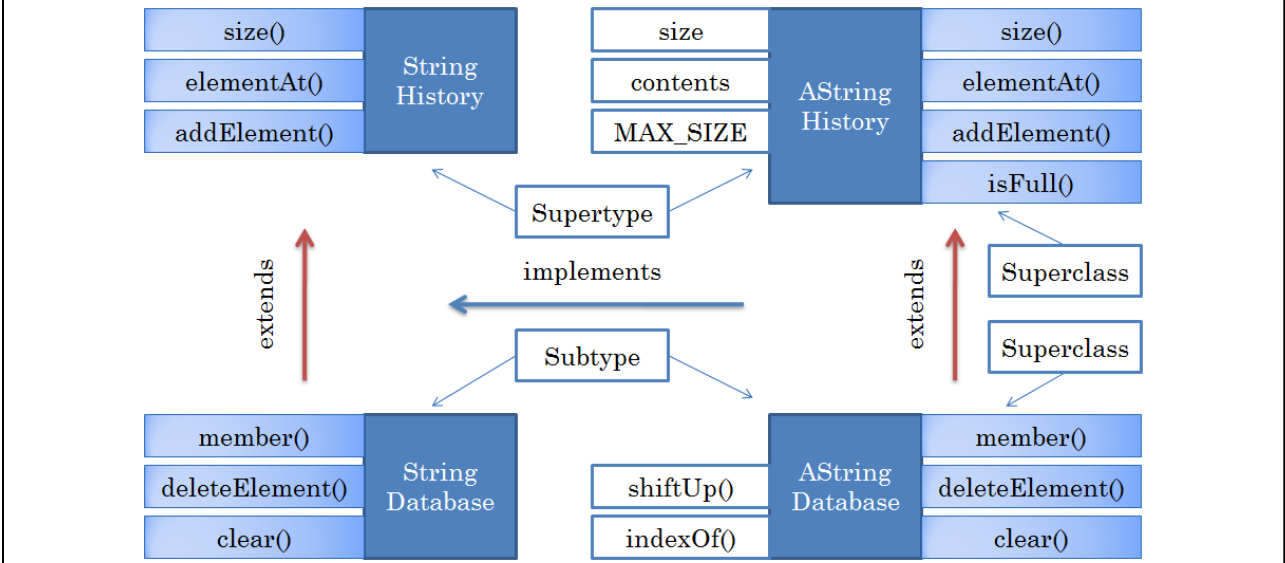 size()
elementAt()
addElement()
String
History
size
contents
MAX_SIZE
AString
History
size()
elementAt()
addElement()
isFull()
Supertype
extends
implements
extends
Superclass
Subtype
Superclass
member()
deleteElement()
clear()
String
Database
shiftUp()
indexOf()
AString
Database
member()
deleteElement()
clear()